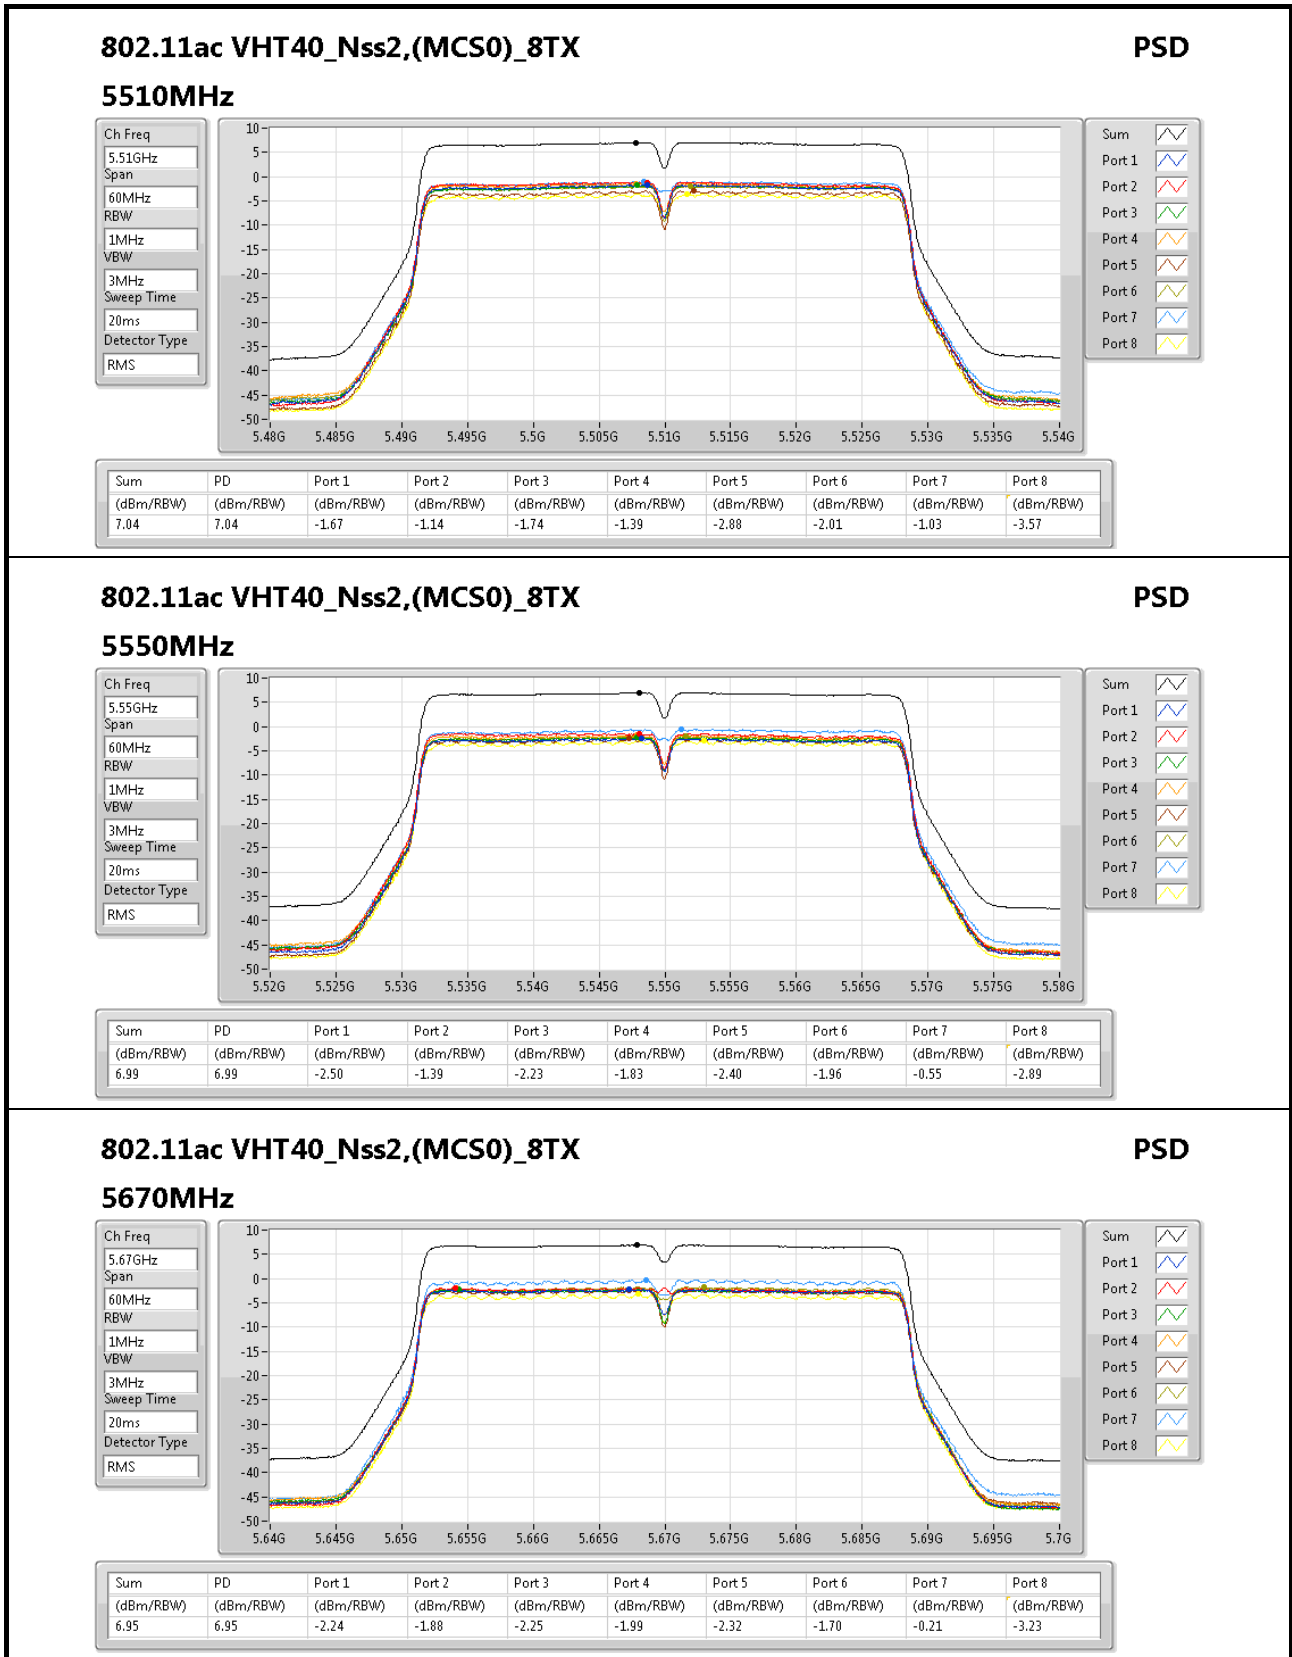 802.11ac VHT40_Nss2,(MCS0)_8TX PSD
5510MHz
Ch Freq
5.51GHz
Span
60MHz
RBW
1MHz
VBW
3MHz
Sweep Time
20ms
Detector Type
RMS
10
5
0
-5
-10
-15
-20
-25
-30
-35
-40
-45
-50
5.48G 5.485G 5.49G 5.495G 5.5G 5.505G 5.51G 5.515G 5.52G 5.525G 5.53G 5.535G 5.54G
Sum
Port 1
Port 2
Port 3
Port 4
Port 5
Port 6
Port 7
Port 8
Sum PD Port 1 Port 2 Port 3 Port 4 Port 5 Port 6 Port 7 Port 8
(dBm/RBW) (dBm/RBW) (dBm/RBW) (dBm/RBW) (dBm/RBW) (dBm/RBW) (dBm/RBW) (dBm/RBW) (dBm/RBW) (dBm/RBW)
7.04 7.04 -1.67 -1.14 -1.74 -1.39 -2.88 -2.01 -1.03 -3.57
802.11ac VHT40_Nss2,(MCS0)_8TX PSD
5550MHz
Ch Freq
5.55GHz
Span
60MHz
RBW
1MHz
VBW
3MHz
Sweep Time
20ms
Detector Type
RMS
10
5
0
-5
-10
-15
-20
-25
-30
-35
-40
-45
-50
5.52G 5.525G 5.53G 5.535G 5.54G 5.545G 5.55G 5.555G 5.56G 5.565G 5.57G 5.575G 5.58G
Sum
Port 1
Port 2
Port 3
Port 4
Port 5
Port 6
Port 7
Port 8
Sum PD Port 1 Port 2 Port 3 Port 4 Port 5 Port 6 Port 7 Port 8
(dBm/RBW) (dBm/RBW) (dBm/RBW) (dBm/RBW) (dBm/RBW) (dBm/RBW) (dBm/RBW) (dBm/RBW) (dBm/RBW) (dBm/RBW)
6.99 6.99 -2.50 -1.39 -2.23 -1.83 -2.40 -1.96 -0.55 -2.89
802.11ac VHT40_Nss2,(MCS0)_8TX PSD
5670MHz
Ch Freq
5.67GHz
Span
60MHz
RBW
1MHz
VBW
3MHz
Sweep Time
20ms
Detector Type
RMS
10
5
0
-5
-10
-15
-20
-25
-30
-35
-40
-45
-50
5.64G 5.645G 5.65G 5.655G 5.66G 5.665G 5.67G 5.675G 5.68G 5.685G 5.69G 5.695G 5.7G
Sum
Port 1
Port 2
Port 3
Port 4
Port 5
Port 6
Port 7
Port 8
Sum PD Port 1 Port 2 Port 3 Port 4 Port 5 Port 6 Port 7 Port 8
(dBm/RBW) (dBm/RBW) (dBm/RBW) (dBm/RBW) (dBm/RBW) (dBm/RBW) (dBm/RBW) (dBm/RBW) (dBm/RBW) (dBm/RBW)
6.95 6.95 -2.24 -1.88 -2.25 -1.99 -2.32 -1.70 -0.21 -3.23